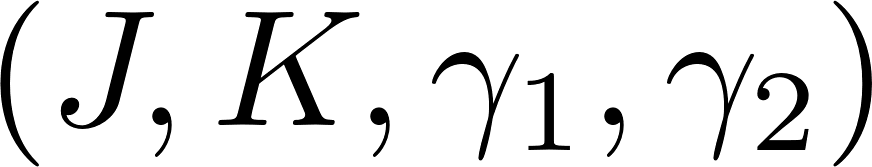 (J, K, γ₁, γ₂)